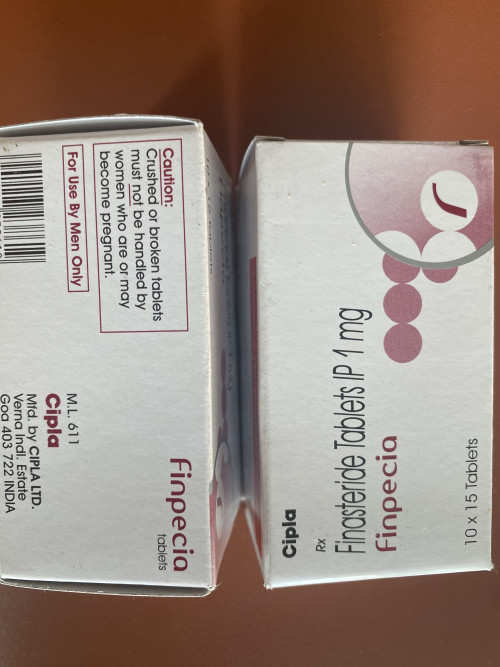 Caution:
Crushed or broken tablets
must not be handled by
women who are or may
become pregnant.
For Use By Men Only
Finpecia
tablets
M.L. 611
Cipla
Mfd. by CIPLA LTD.
Verna Indl. Estate
Goa 403 722 INDIA
Cipla
Rx
Finasteride Tablets IP 1 mg
Finpecia
10 x 15 Tablets